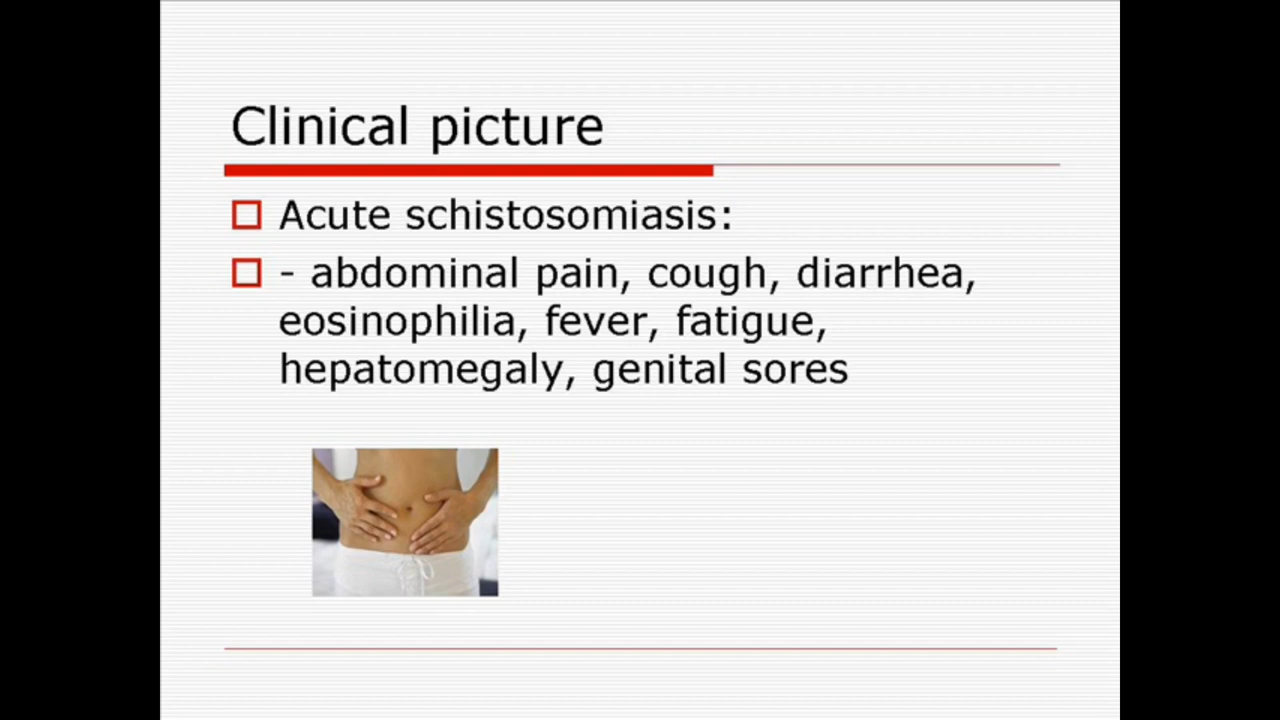 Clinical picture
Acute schistosomiasis:
- abdominal pain, cough, diarrhea,
eosinophilia, fever, fatigue,
hepatomegaly, genital sores